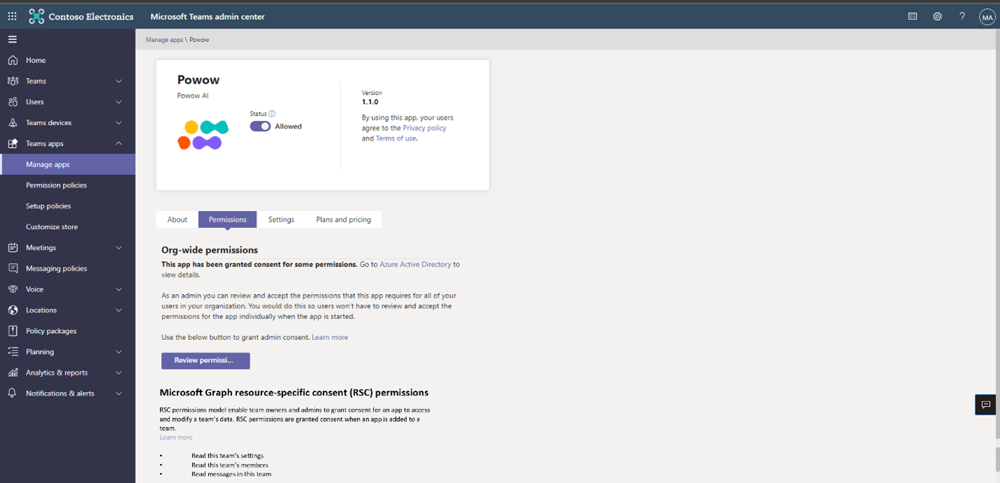 Contoso Electronics
Microsoft Teams admin center
MA
Manage apps \ Powow
Home
Teams
Users
Teams devices
Teams apps
Manage apps
Permission policies
Setup policies
Customize store
Meetings
Messaging policies
Voice
Locations
Policy packages
Planning
Analytics & reports
Notifications & alerts
Powow
Powow AI
Status
Allowed
Version
1.1.0
By using this app, your users
agree to the Privacy policy
and Terms of use.
About
Permissions
Settings
Plans and pricing
Org-wide permissions
This app has been granted consent for some permissions. Go to Azure Active Directory to
view details.
As an admin you can review and accept the permissions that this app requires for all of your
users in your organization. You would do this so users won't have to review and accept the
permissions for the app individually when the app is started.
Use the below button to grant admin consent. Learn more
Review permissi...
Microsoft Graph resource-specific consent (RSC) permissions
RSC permissions model enable team owners and admins to grant consent for an app to access
and modify a team's data. RSC permissions are granted consent when an app is added to a
team.
Learn more
• Read this team's settings
• Read this team's members
• Read messages in this team